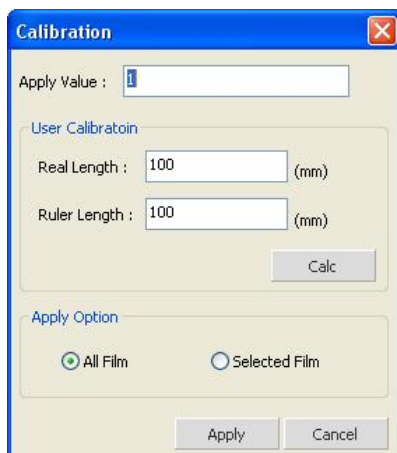 Calibration
Apply Value : 1
User Calibratoin
Real Length : 100 (mm)
Ruler Length : 100 (mm)
Calc
Apply Option
All Film Selected Film
Apply Cancel